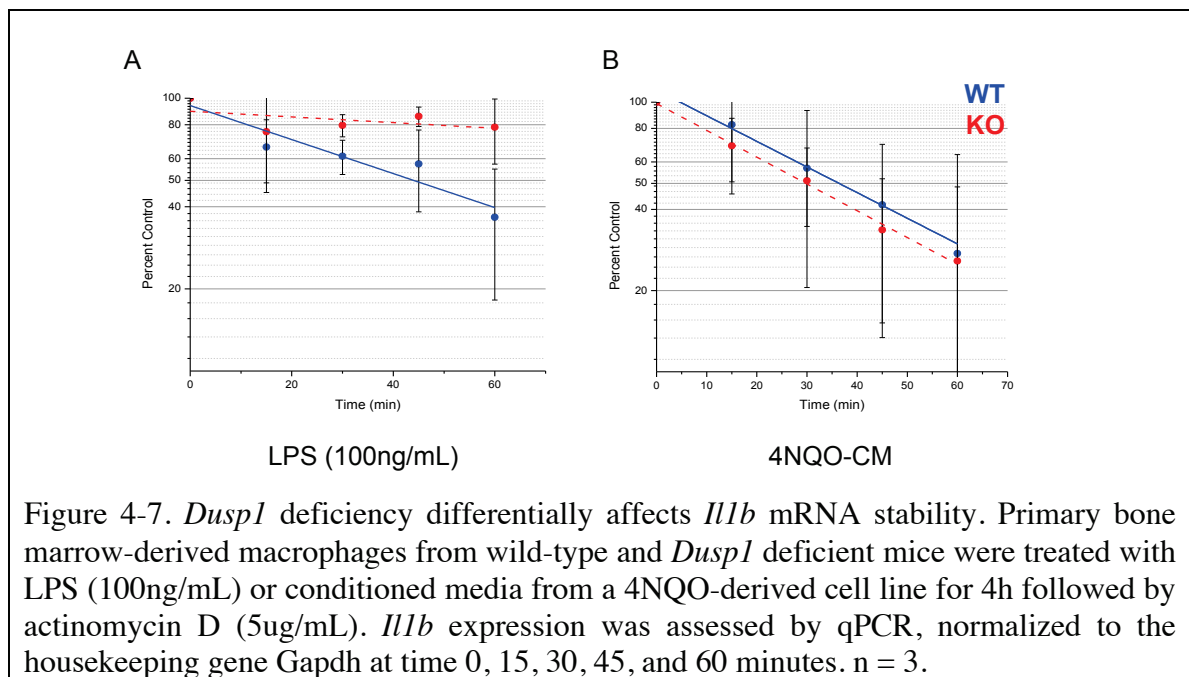 A
B
WT
KO
100
80
60
50
40
20
Percent Control
0
20
40
60
Time (min)
LPS (100ng/mL)
100
80
60
50
40
20
Percent Control
0
10
20
30
40
50
60
70
Time (min)
4NQO-CM
Figure 4-7. Dusp1 deficiency differentially affects Il1b mRNA stability. Primary bone
marrow-derived macrophages from wild-type and Dusp1 deficient mice were treated with
LPS (100ng/mL) or conditioned media from a 4NQO-derived cell line for 4h followed by
actinomycin D (5ug/mL). Il1b expression was assessed by qPCR, normalized to the
housekeeping gene Gapdh at time 0, 15, 30, 45, and 60 minutes. n = 3.